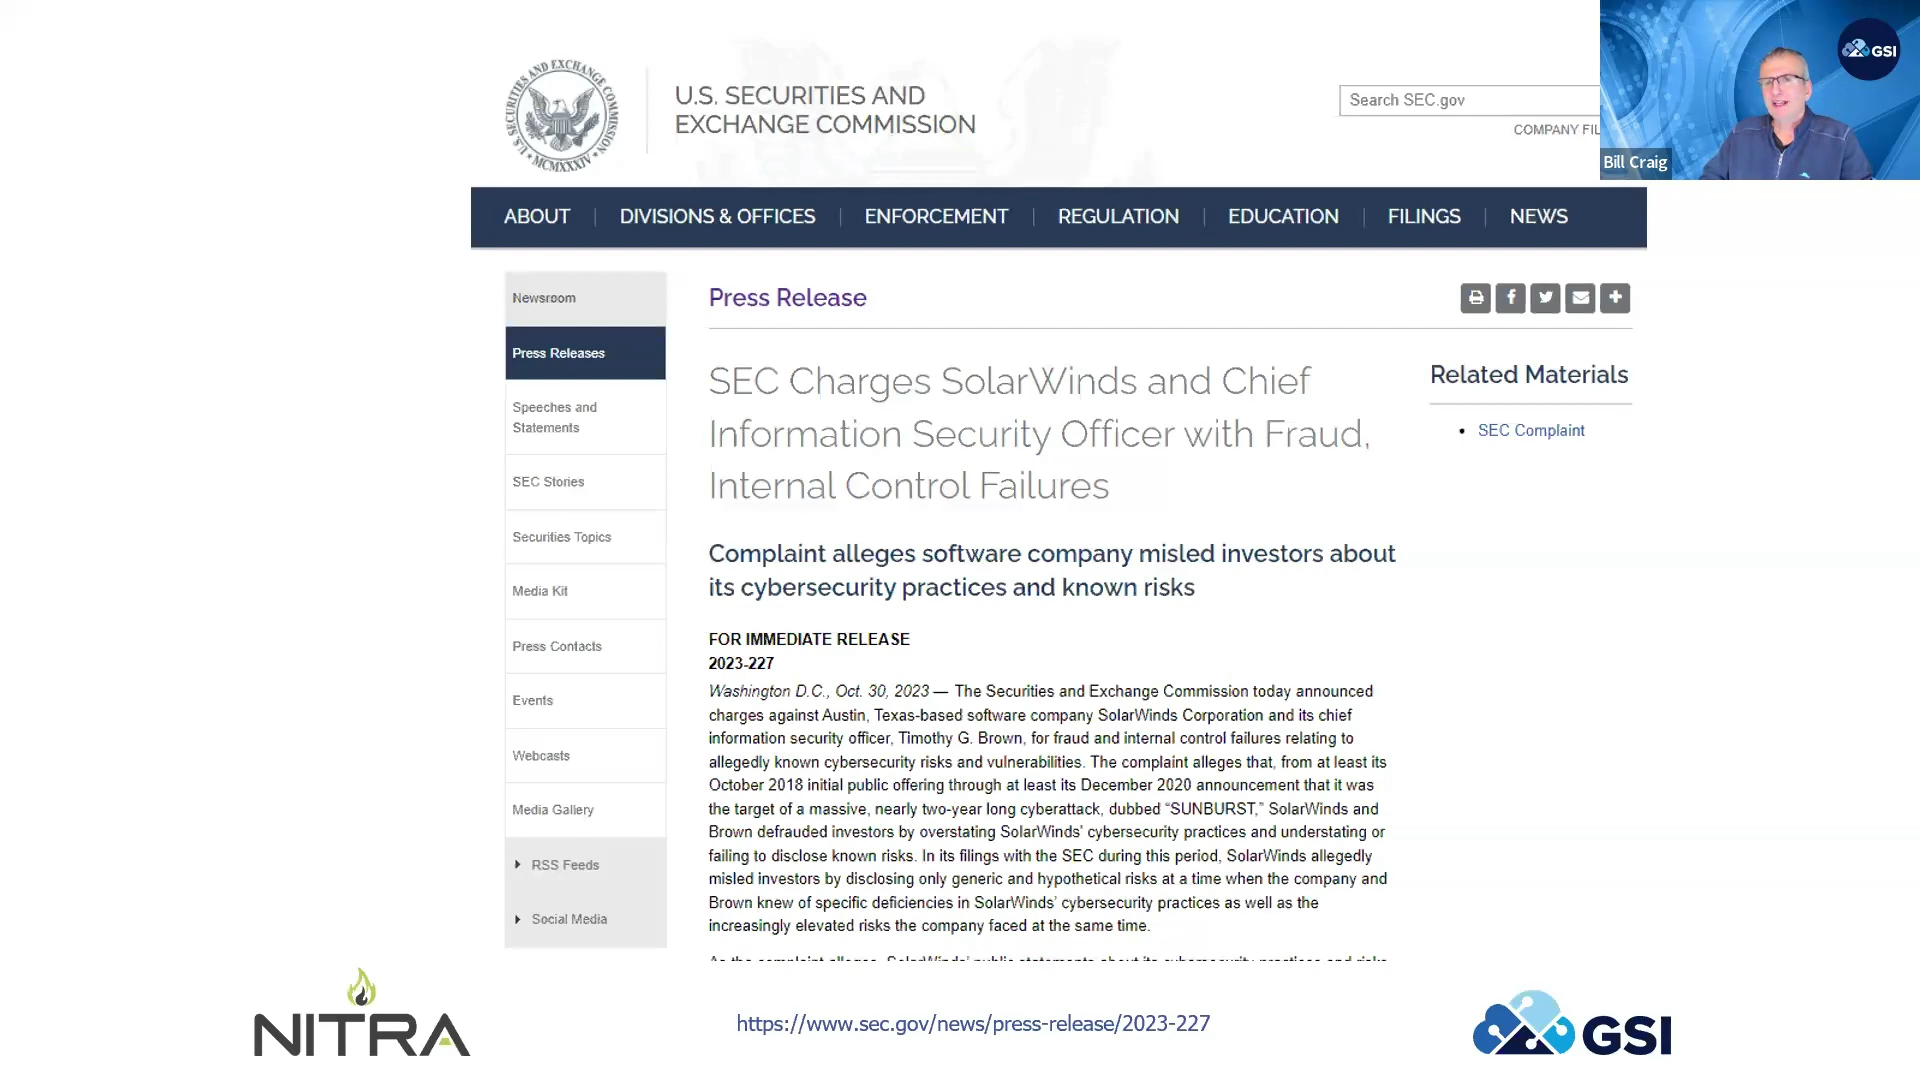 SECURITIES AND EXCHANGE COMMISSION
U.S.
MCMXXXIV
U.S. SECURITIES AND
EXCHANGE COMMISSION
Search SEC.gov
COMPANY FIL
GSI
Bill Craig
ABOUT
DIVISIONS & OFFICES
ENFORCEMENT
REGULATION
EDUCATION
FILINGS
NEWS
Newsroom
Press Releases
Speeches and
Statements
SEC Stories
Securities Topics
Media Kit
Press Contacts
Events
Webcasts
Media Gallery
RSS Feeds
Social Media
Press Release
SEC Charges SolarWinds and Chief
Information Security Officer with Fraud,
Internal Control Failures
Complaint alleges software company misled investors about
its cybersecurity practices and known risks
FOR IMMEDIATE RELEASE
2023-227
Washington D.C., Oct. 30, 2023 — The Securities and Exchange Commission today announced
charges against Austin, Texas-based software company SolarWinds Corporation and its chief
information security officer, Timothy G. Brown, for fraud and internal control failures relating to
allegedly known cybersecurity risks and vulnerabilities. The complaint alleges that, from at least its
October 2018 initial public offering through at least its December 2020 announcement that it was
the target of a massive, nearly two-year long cyberattack, dubbed “SUNBURST,” SolarWinds and
Brown defrauded investors by overstating SolarWinds' cybersecurity practices and understating or
failing to disclose known risks. In its filings with the SEC during this period, SolarWinds allegedly
misled investors by disclosing only generic and hypothetical risks at a time when the company and
Brown knew of specific deficiencies in SolarWinds’ cybersecurity practices as well as the
increasingly elevated risks the company faced at the same time.
Related Materials
SEC Complaint
NITRA
https://www.sec.gov/news/press-release/2023-227
GSI